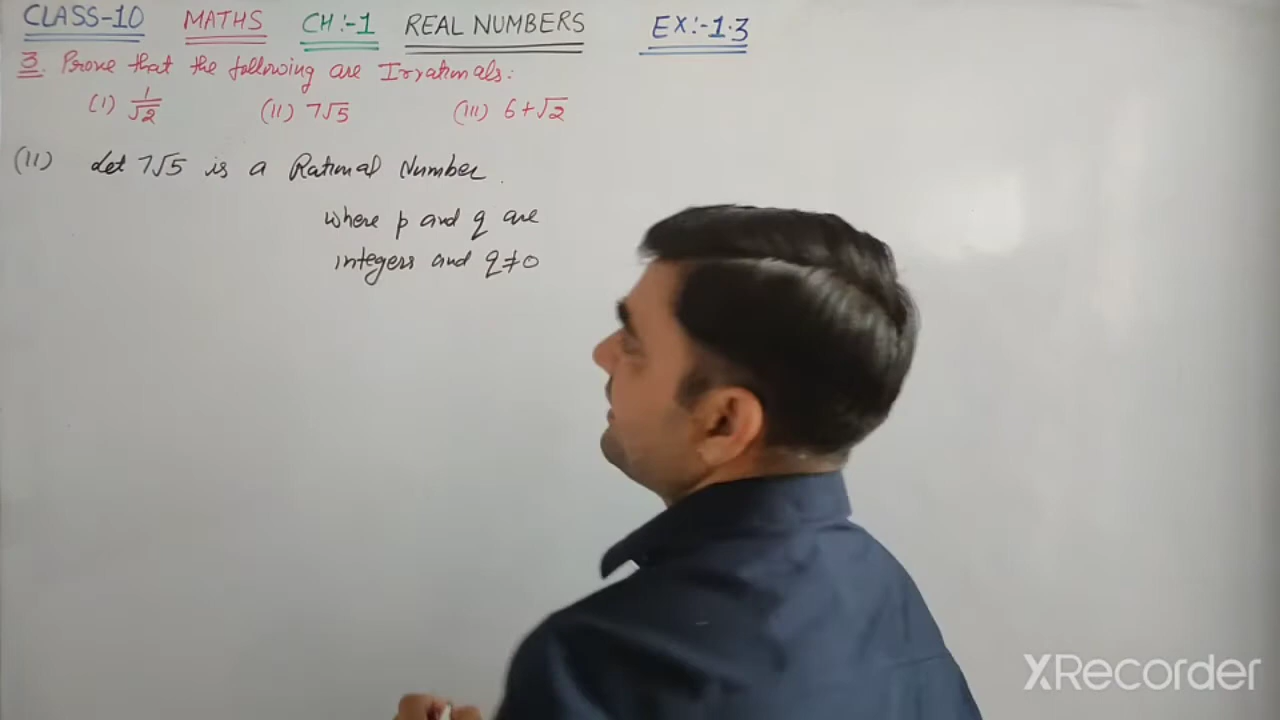 CLASS-10 MATHS CH:-1 REAL NUMBERS EX:-1.3
3. Prove that the following are Irrationals:
(I) 1/√2 (II) 7√5 (III) 6+√2
(II) Let 7√5 is a Rational Number.
where p and q are
integers and q≠0
XRecorder